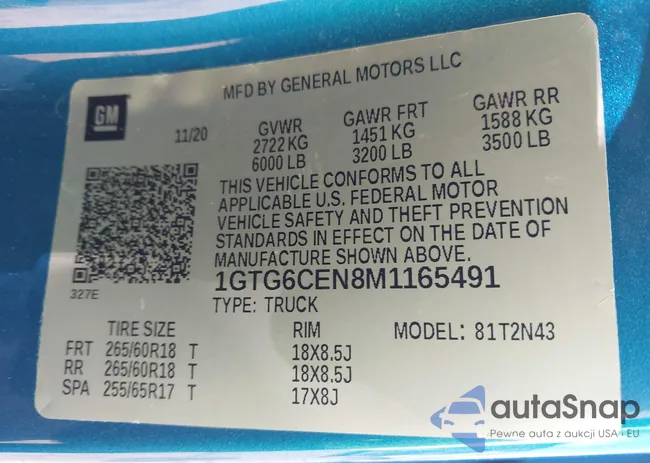 MFD BY GENERAL MOTORS LLC
GM
11/20
GVWR
2722 KG
6000 LB
GAWR FRT
1451 KG
3200 LB
GAWR RR
1588 KG
3500 LB
THIS VEHICLE CONFORMS TO ALL
APPLICABLE U.S. FEDERAL MOTOR
VEHICLE SAFETY AND THEFT PREVENTION
STANDARDS IN EFFECT ON THE DATE OF
MANUFACTURE SHOWN ABOVE.
327E
1GTG6CEN8M1165491
TYPE: TRUCK
TIRE SIZE RIM MODEL: 81T2N43
FRT 265/60R18 T 18X8.5J
RR 265/60R18 T 18X8.5J
SPA 255/65R17 T 17X8J
autaSnap
Pewne auta z aukcji USA i EU